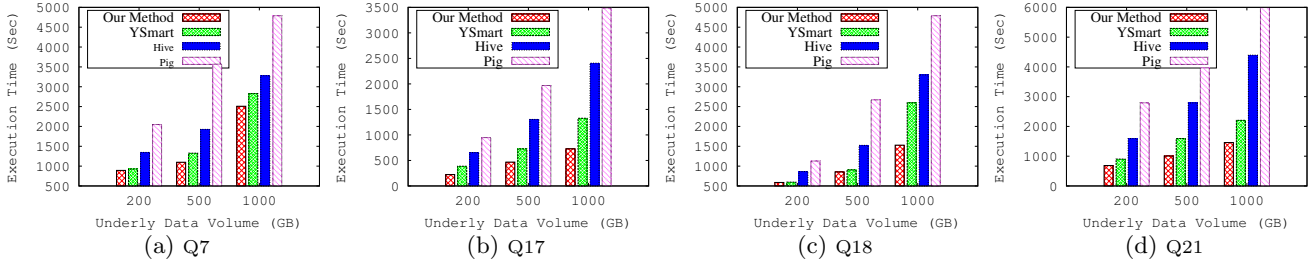 Execution Time (Sec)
5000
4500
4000
3500
3000
2500
2000
1500
1000
500
Our Method
YSmart
Hive
Pig
200 500 1000
Underly Data Volume (GB)
(a) Q7
Execution Time (Sec)
3500
3000
2500
2000
1500
1000
500
0
Our Method
YSmart
Hive
Pig
200 500 1000
Underly Data Volume (GB)
(b) Q17
Execution Time (Sec)
5000
4500
4000
3500
3000
2500
2000
1500
1000
500
Our Method
YSmart
Hive
Pig
200 500 1000
Underly Data Volume (GB)
(c) Q18
Execution Time (Sec)
6000
5000
4000
3000
2000
1000
0
Our Method
YSmart
Hive
Pig
200 500 1000
Underly Data Volume (GB)
(d) Q21